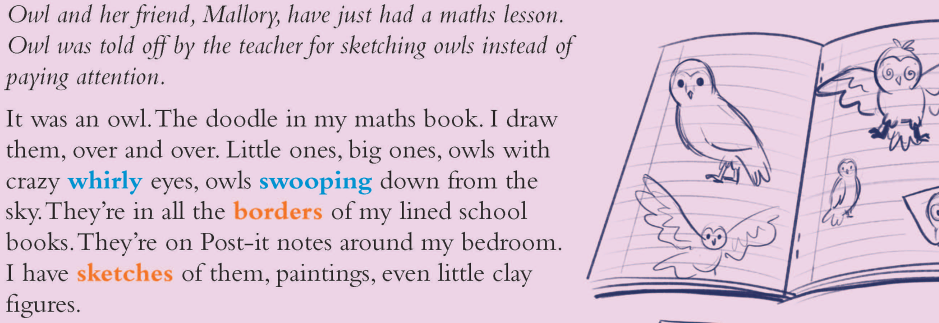 Owl and her friend, Mallory, have just had a maths lesson.
Owl was told off by the teacher for sketching owls instead of
paying attention.
It was an owl. The doodle in my maths book. I draw
them, over and over. Little ones, big ones, owls with
crazy whirly eyes, owls swooping down from the
sky. They're in all the borders of my lined school
books. They're on Post-it notes around my bedroom.
I have sketches of them, paintings, even little clay
figures.